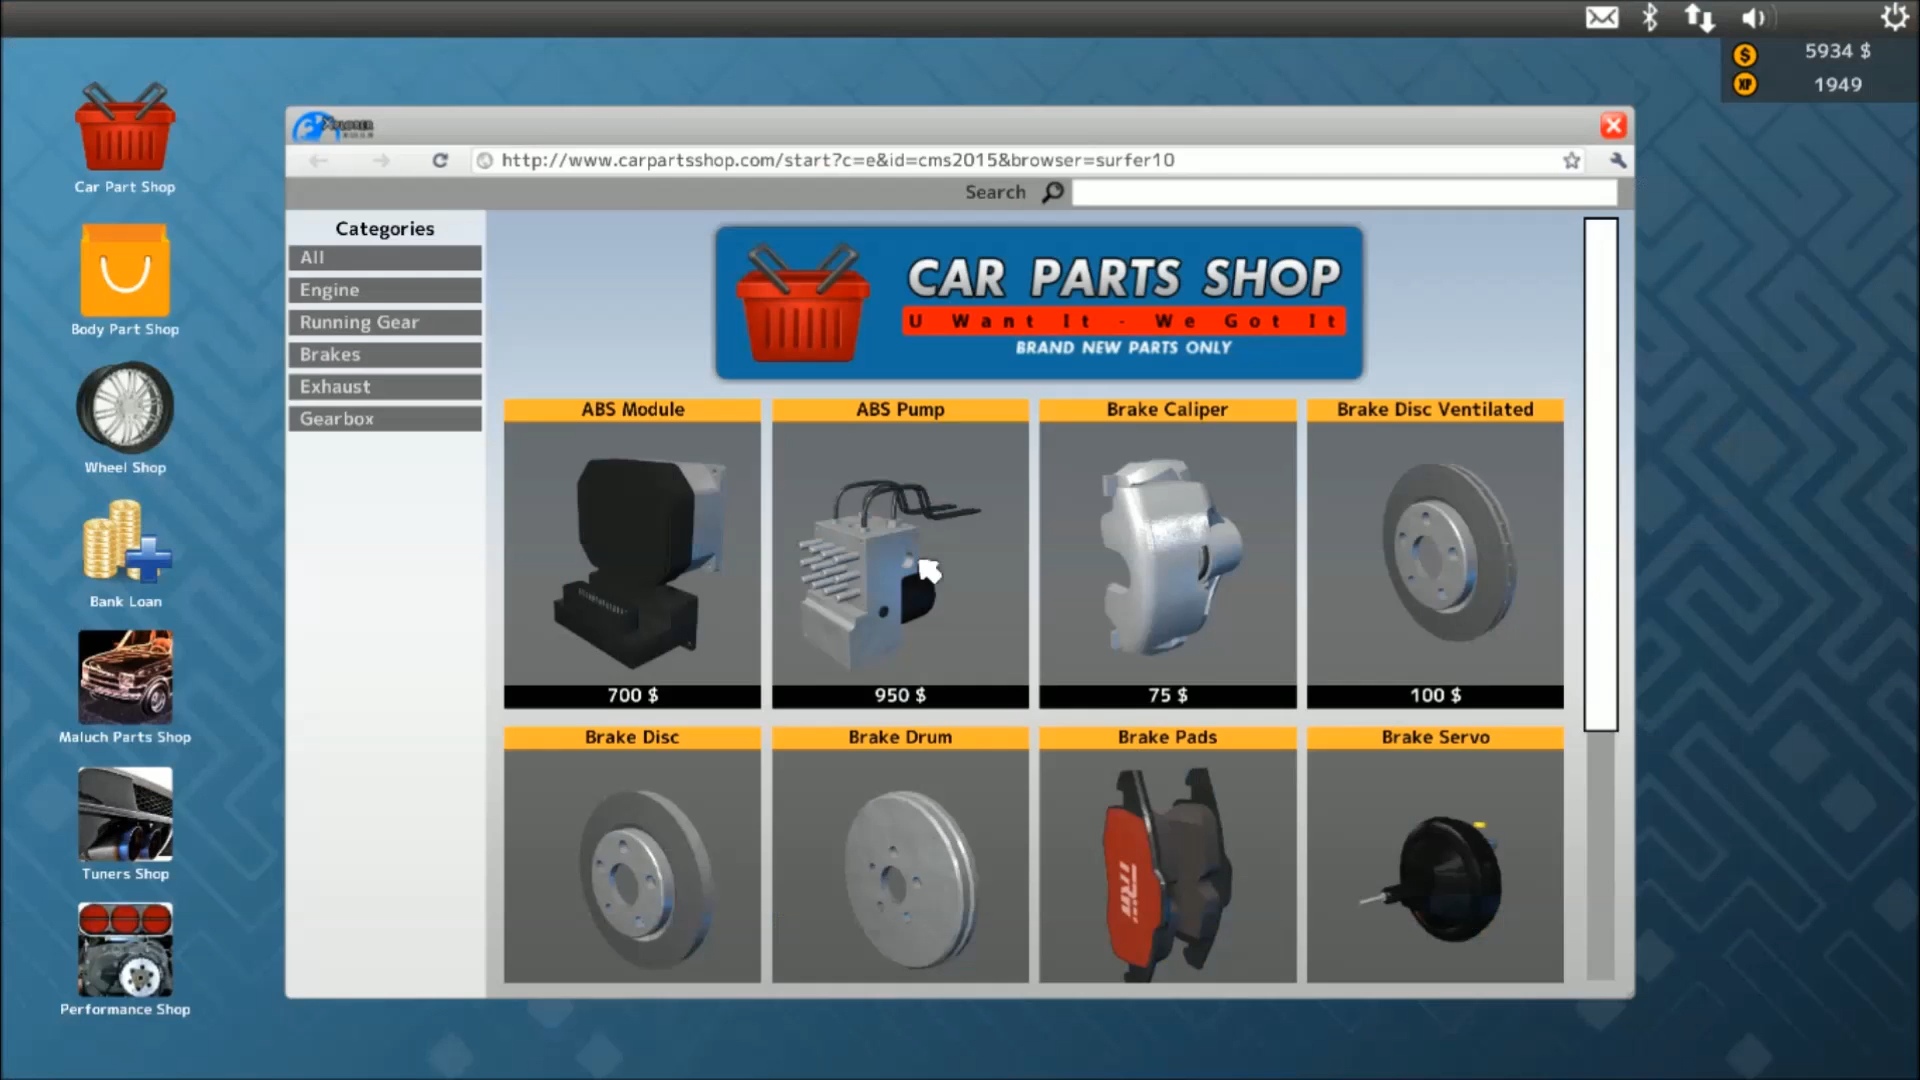 5934 $
XP 1949
Car Part Shop
Body Part Shop
Wheel Shop
Bank Loan
Maluch Parts Shop
Tuners Shop
Performance Shop
XPLORER
http://www.carpartsshop.com/start?c=e&id=cms2015&browser=surfer10
Search
Categories
All
Engine
Running Gear
Brakes
Exhaust
Gearbox
CAR PARTS SHOP
U Want It - We Got It
BRAND NEW PARTS ONLY
ABS Module
700 $
ABS Pump
950 $
Brake Caliper
75 $
Brake Disc Ventilated
100 $
Brake Disc
Brake Drum
Brake Pads
TRW
Brake Servo